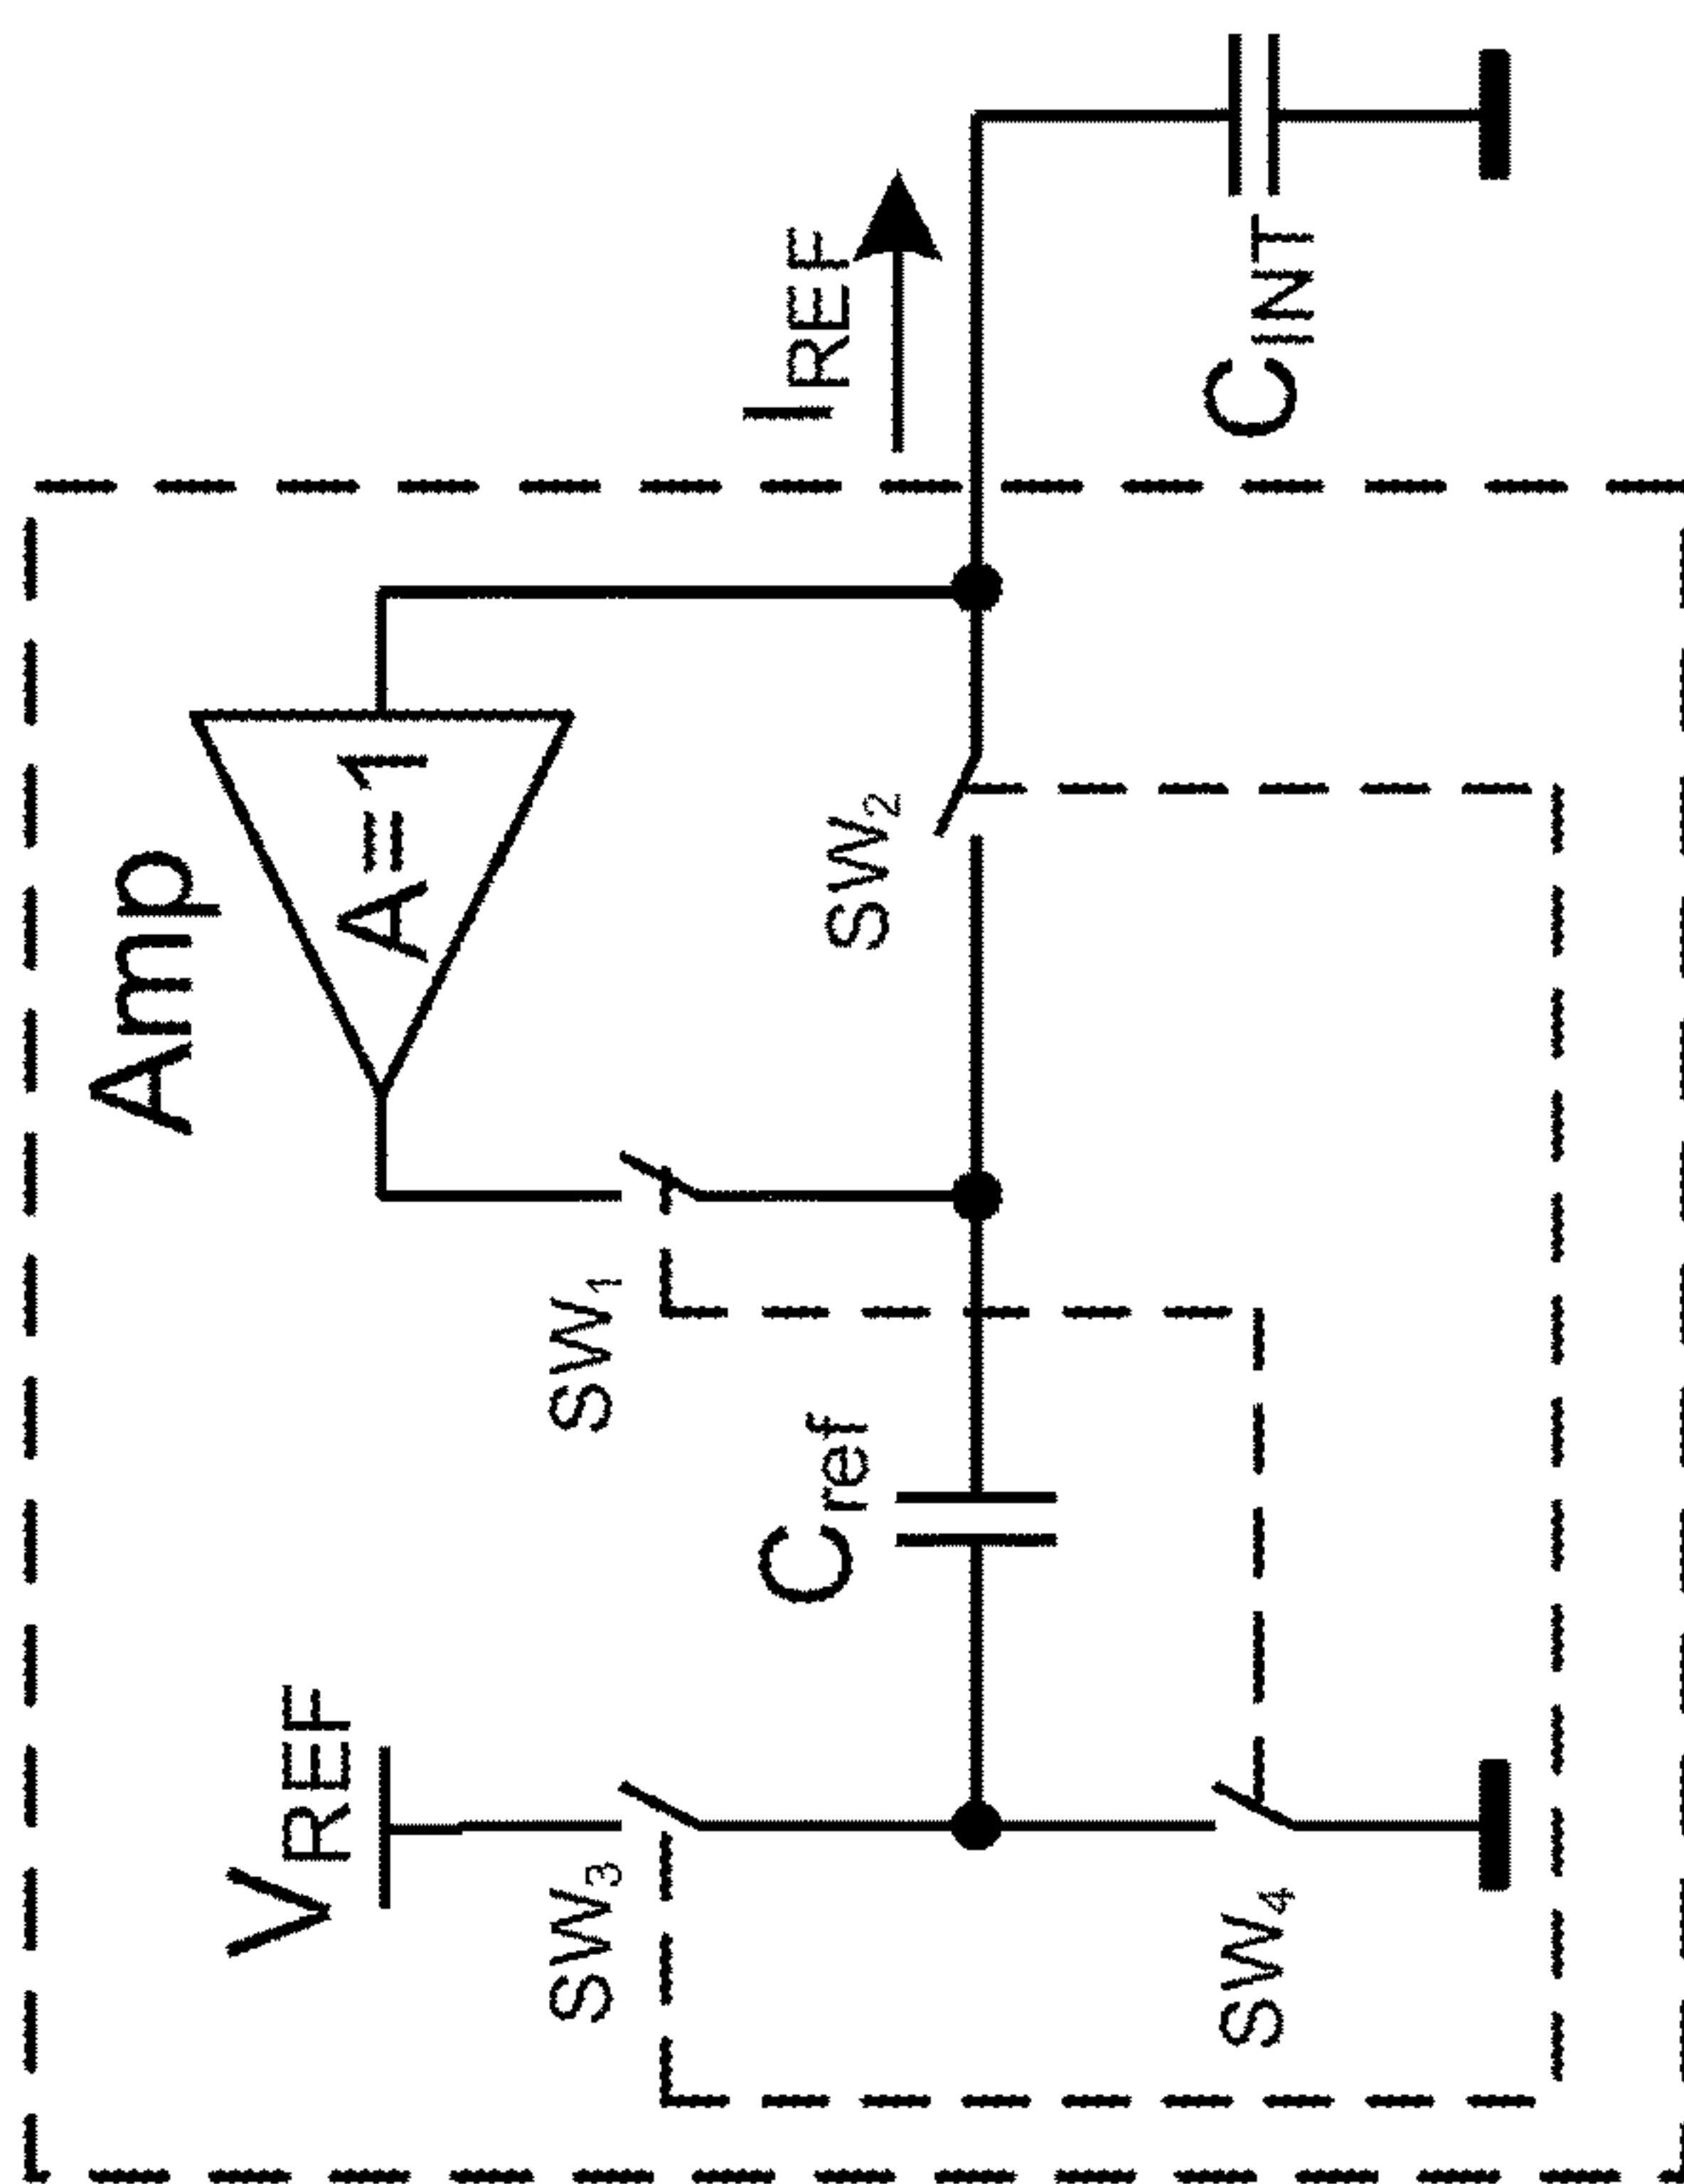 Amp
A=1
V_REF
SW_1
SW_3
C_ref
SW_2
I_REF
SW_4
C_INT